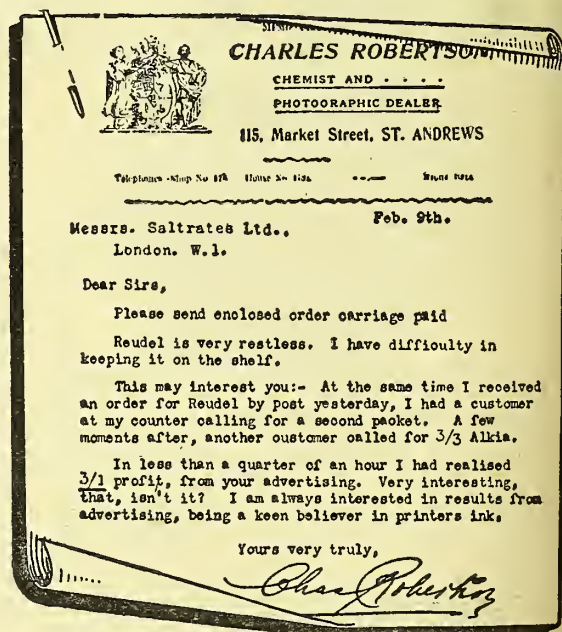 CHARLES ROBERTSON
CHEMIST AND . . . .
PHOTOGRAPHIC DEALER
115, Market Street, ST. ANDREWS
Feb. 9th.
Messrs. Saltrates Ltd.,
London. W.1.
Dear Sirs,
Please send enclosed order carriage paid
Reudel is very restless. I have difficulty in
keeping it on the shelf.
This may interest you:- At the same time I received
an order for Reudel by post yesterday, I had a customer
at my counter calling for a second packet. A few
moments after, another customer called for 3/3 Alkia.
In less than a quarter of an hour I had realised
3/1 profit, from your advertising. Very interesting,
that, isn't it? I am always interested in results from
advertising, being a keen believer in printers ink.
Yours very truly,
Chas Robertson